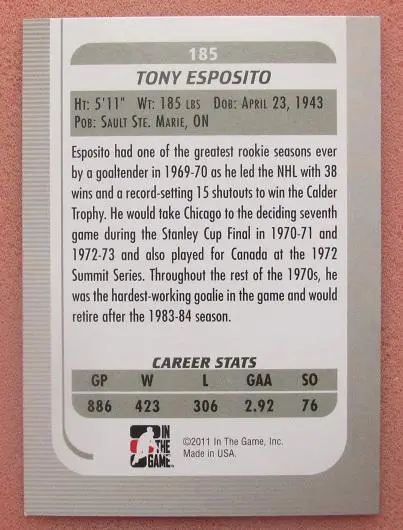 185
TONY ESPOSITO
HT: 5'11" WT: 185 LBS DOB: APRIL 23, 1943
POB: SAULT STE. MARIE, ON
Esposito had one of the greatest rookie seasons ever
by a goaltender in 1969-70 as he led the NHL with 38
wins and a record-setting 15 shutouts to win the Calder
Trophy. He would take Chicago to the deciding seventh
game during the Stanley Cup Final in 1970-71 and
1972-73 and also played for Canada at the 1972
Summit Series. Throughout the rest of the 1970s, he
was the hardest-working goalie in the game and would
retire after the 1983-84 season.
CAREER STATS
GP W L GAA SO
886 423 306 2.92 76
IN
THE
GAME
©2011 In The Game, Inc.
Made in USA.